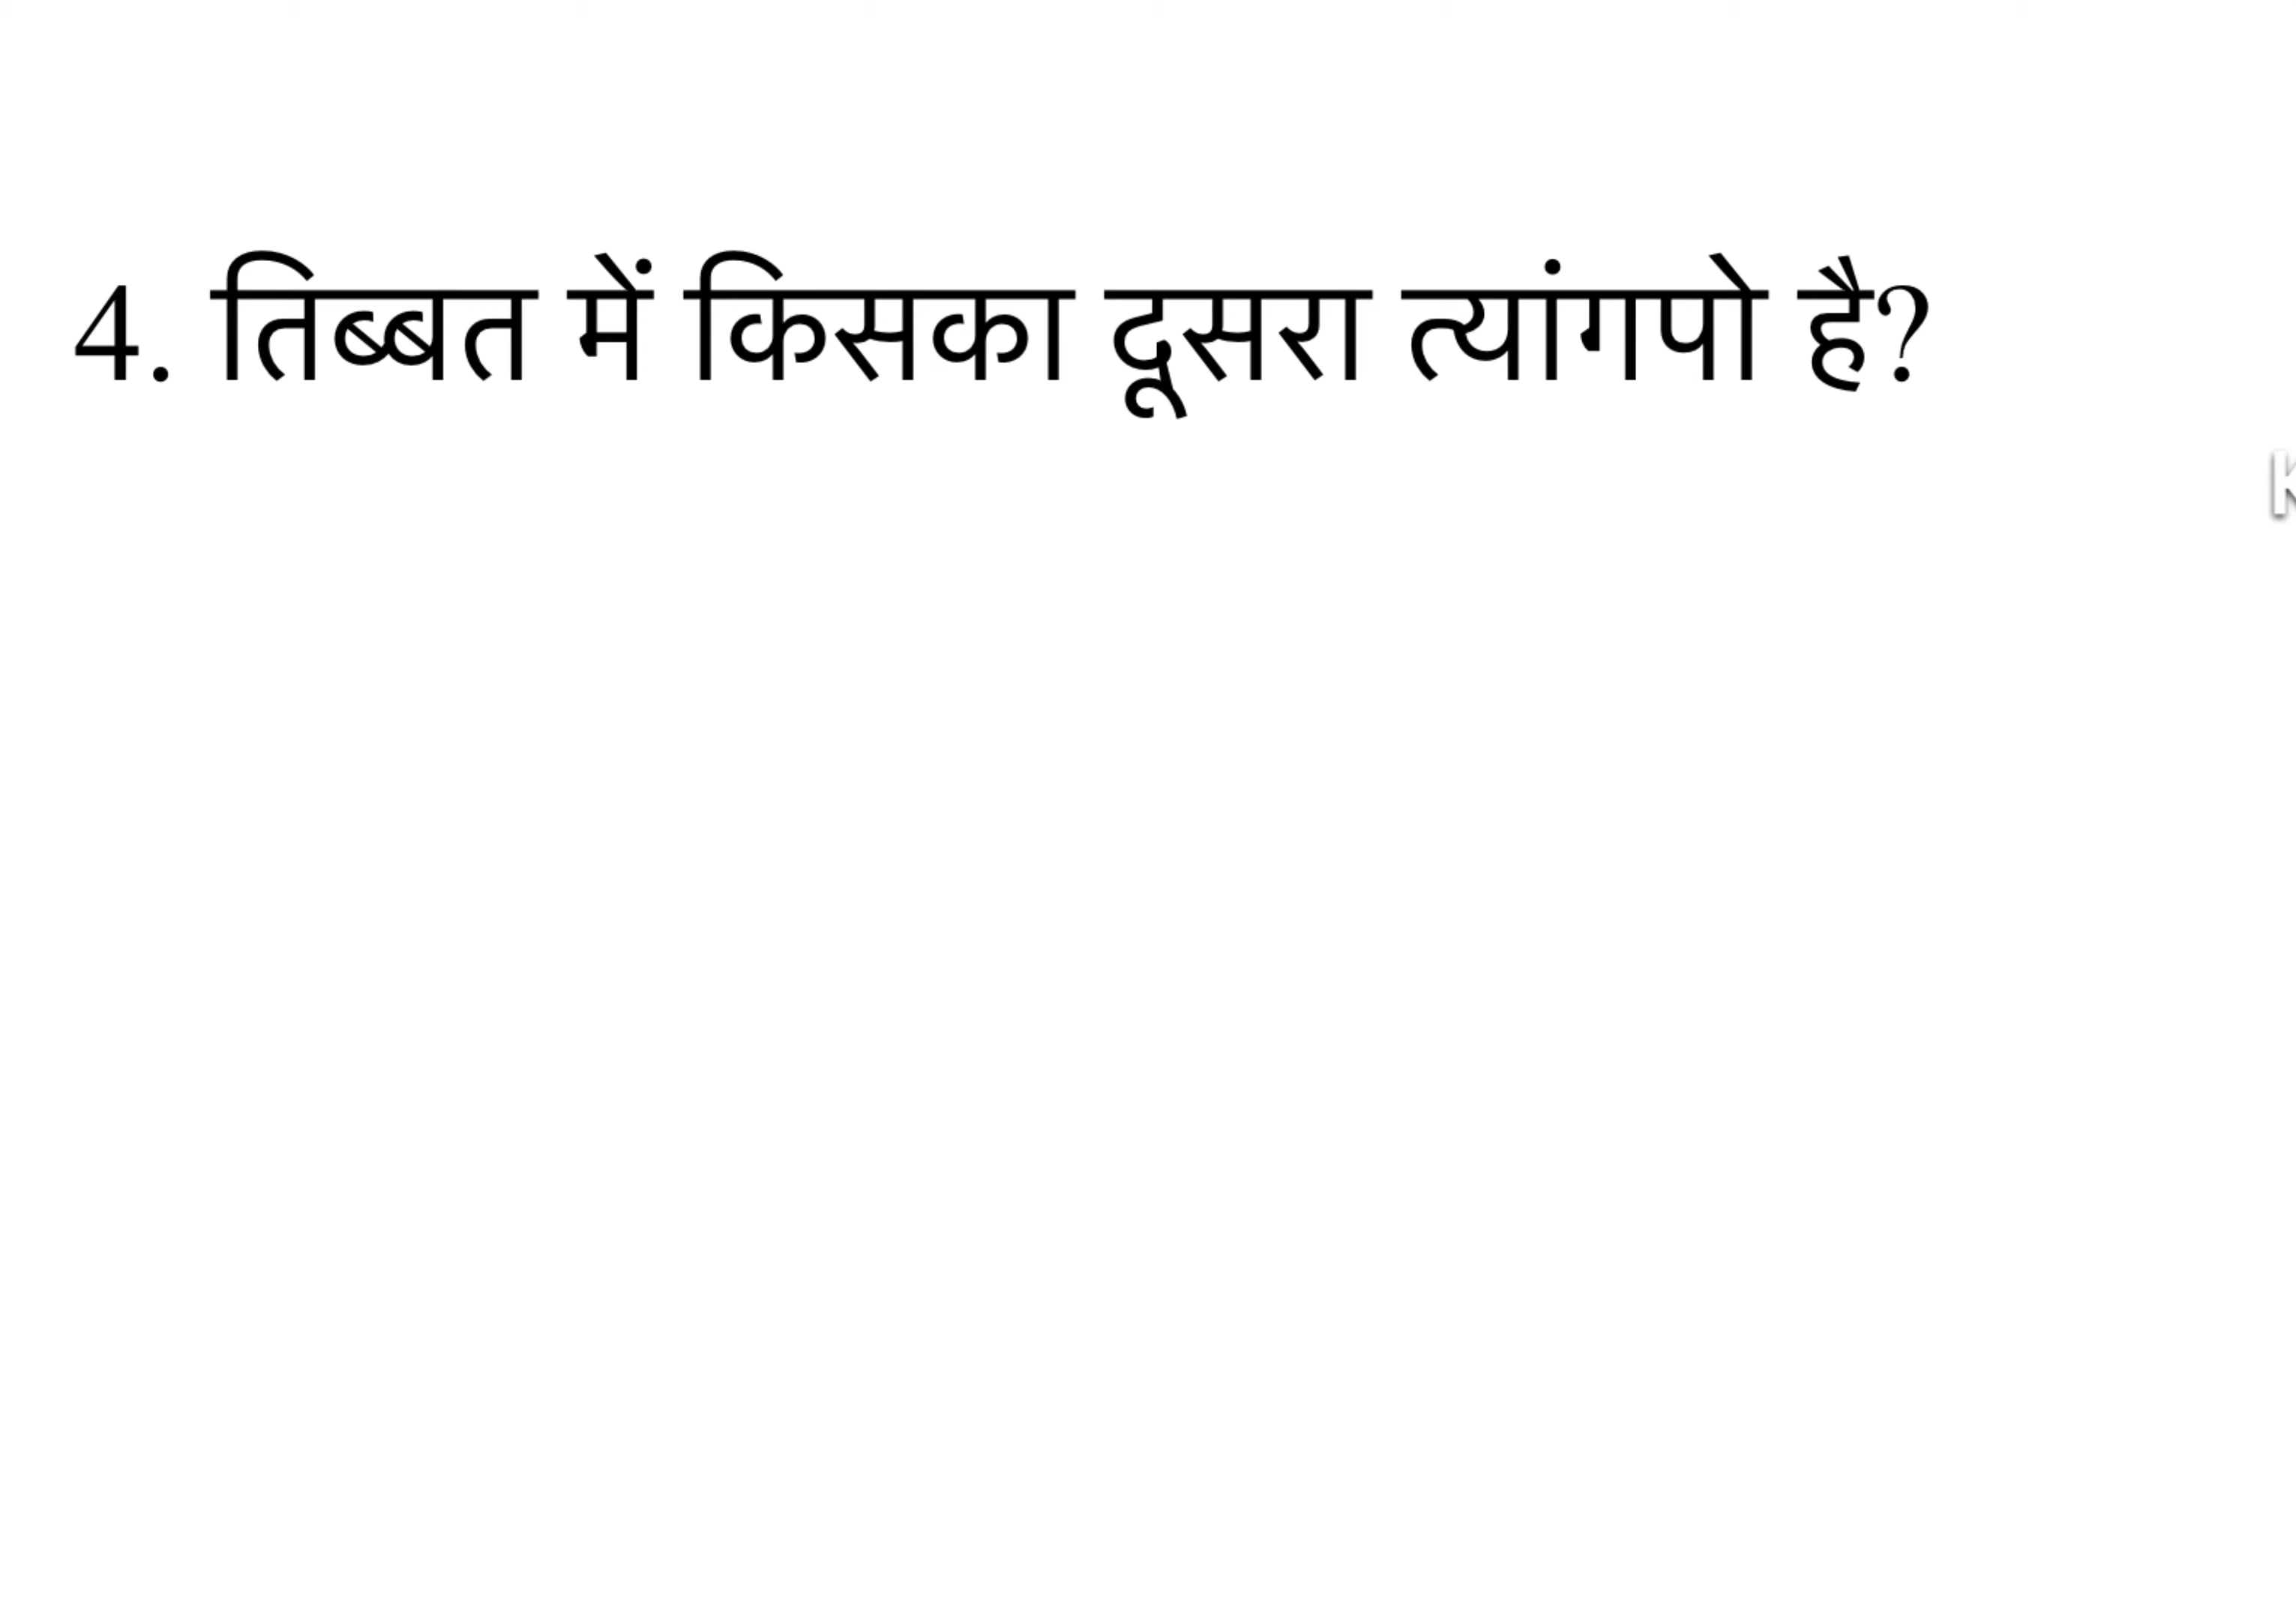 4. तिब्बत में किसका दूसरा त्यांगपो है?
K